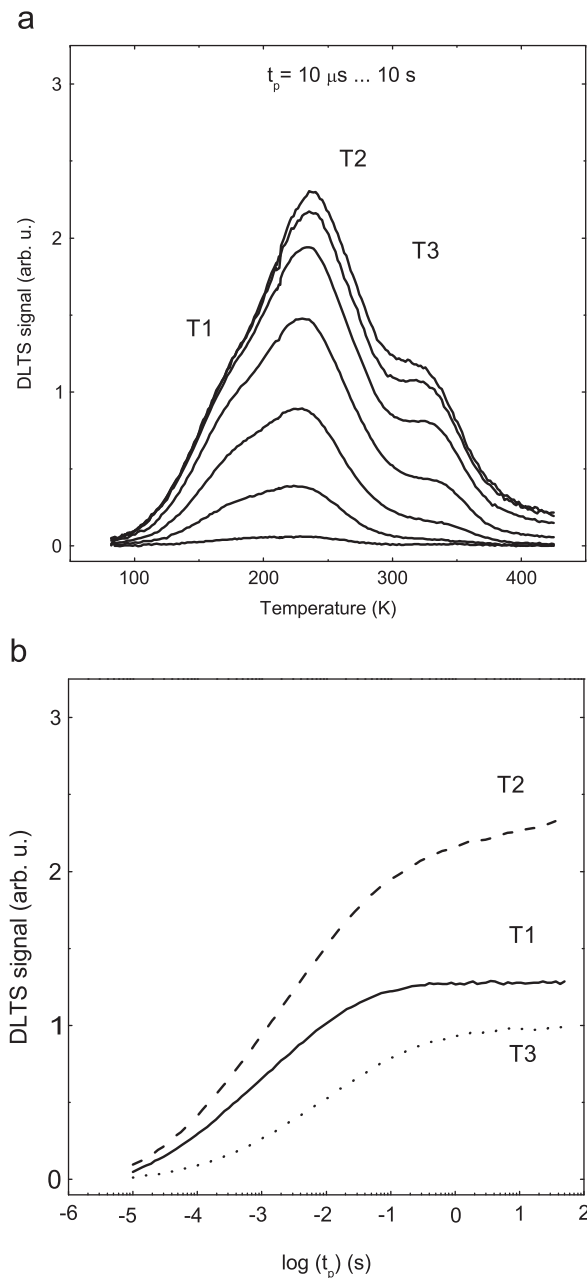 a
t_p= 10 μs ... 10 s
3
2
1
0
DLTS signal (arb. u.)
T1
T2
T3
100
200
300
400
Temperature (K)
b
3
2
1
0
DLTS signal (arb. u.)
T2
T1
T3
-6
-5
-4
-3
-2
-1
0
1
2
log (t_p) (s)